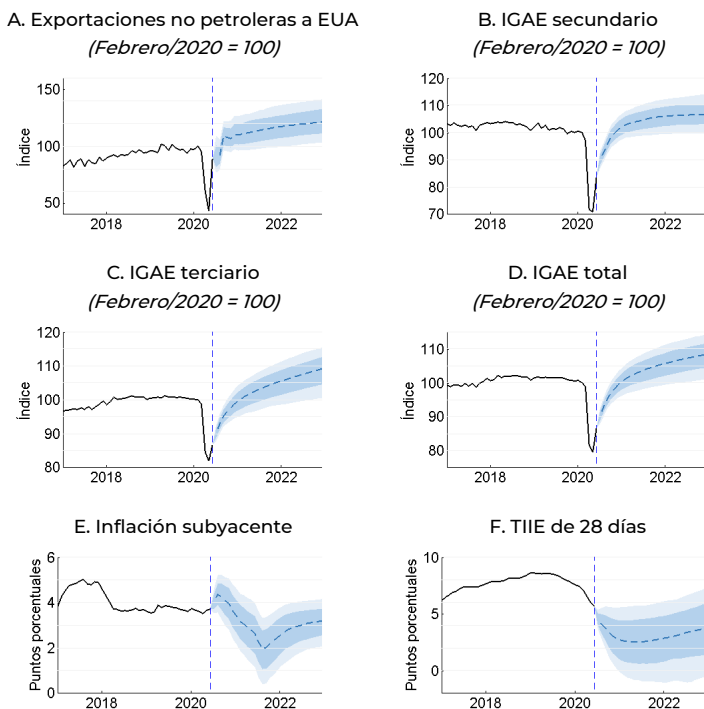 A. Exportaciones no petroleras a EUA
(Febrero/2020 = 100)
Índice
150
100
50
2018
2020
2022
B. IGAE secundario
(Febrero/2020 = 100)
Índice
120
110
100
90
80
70
2018
2020
2022
C. IGAE terciario
(Febrero/2020 = 100)
Índice
120
110
100
90
80
2018
2020
2022
D. IGAE total
(Febrero/2020 = 100)
Índice
110
100
90
80
2018
2020
2022
E. Inflación subyacente
Puntos porcentuales
6
4
2
0
2018
2020
2022
F. TIIE de 28 días
Puntos porcentuales
10
5
0
2018
2020
2022